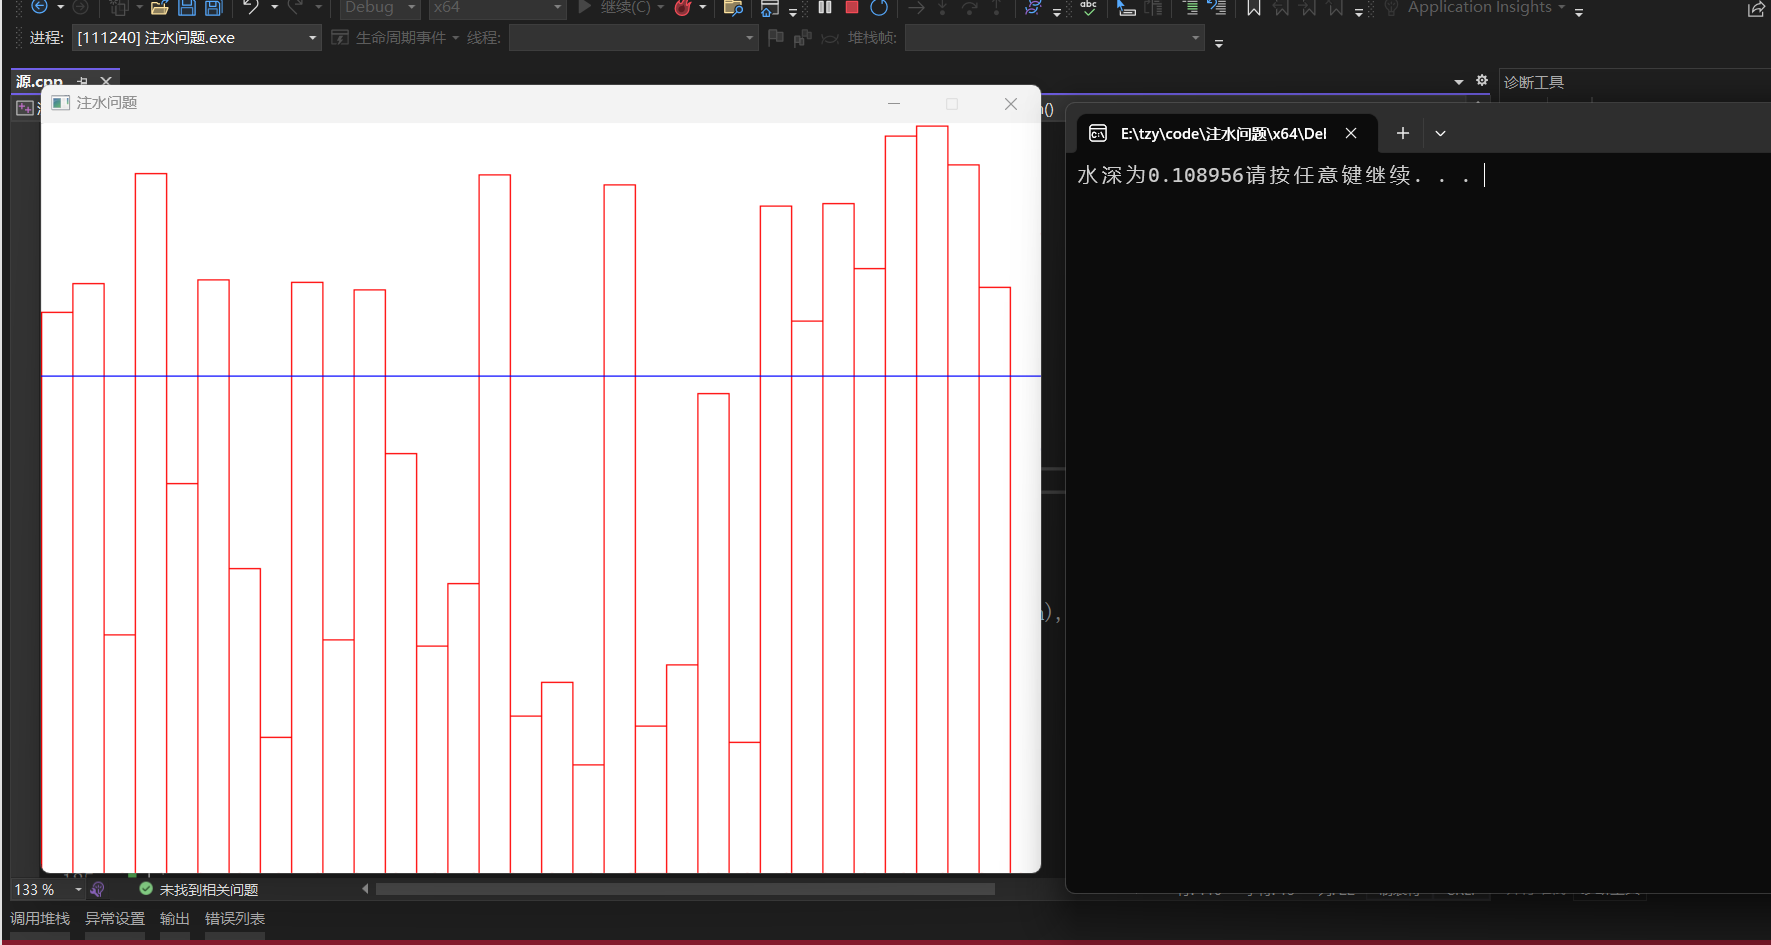 Debug x64 继续(C) Application Insights
进程: [111240] 注水问题.exe 生命周期事件 线程: 堆栈帧:
源.cpp
诊断工具
注水问题
()
E:\tzy\code\注水问题\x64\Del
水深为0.108956请按任意键继续. . .
),
133 % 未找到相关问题
调用堆栈 异常设置 输出 错误列表